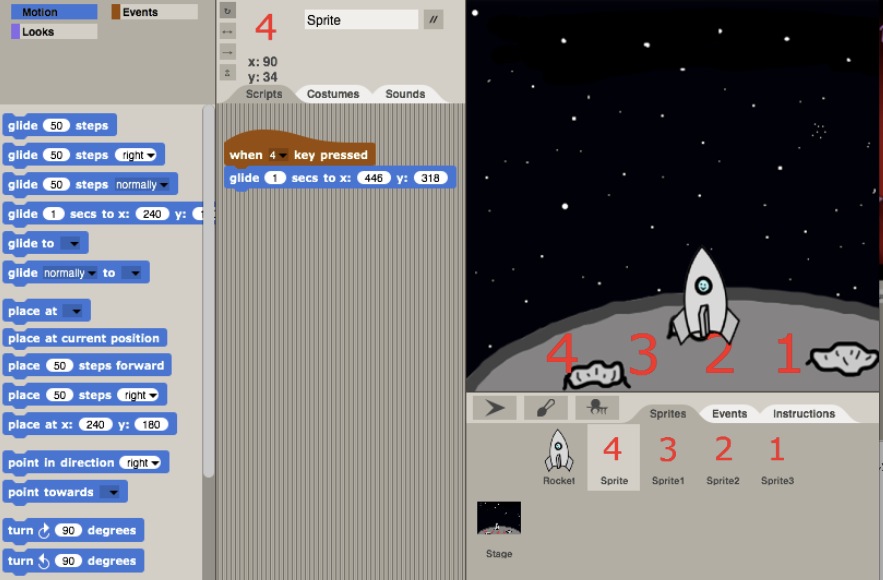 Motion
Events
Looks
4
Sprite
x: 90
y: 34
Scripts
Costumes
Sounds
glide 50 steps
glide 50 steps right
glide 50 steps normally
glide 1 secs to x: 240 y:
glide to
glide normally to
place at
place at current position
place 50 steps forward
place 50 steps right
place at x: 240 y: 180
point in direction right
point towards
turn 90 degrees
turn 90 degrees
when 4 key pressed
glide 1 secs to x: 446 y: 318
4 3 2 1
Sprites
Events
Instructions
4 3 2 1
Rocket
Sprite
Sprite1
Sprite2
Sprite3
Stage